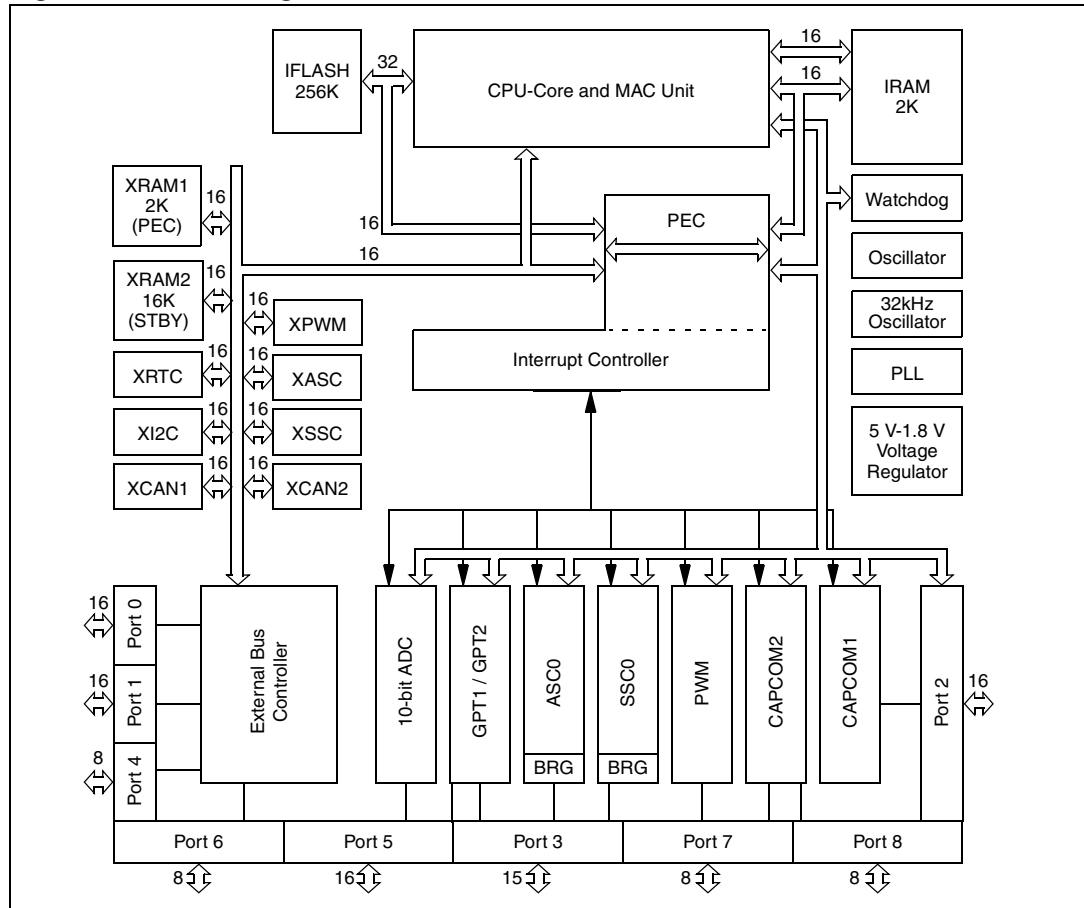 IFLASH
256K
32
CPU-Core and MAC Unit
16
16
IRAM
2K
XRAM1
2K
(PEC)
16
16
16
PEC
Watchdog
Oscillator
32kHz
Oscillator
PLL
5 V-1.8 V
Voltage
Regulator
XRAM2
16K
(STBY)
16
16
XPWM
Interrupt Controller
XRTC
16
16
XASC
XI2C
16
16
XSSC
XCAN1
16
16
XCAN2
16
Port 0
16
Port 1
8
Port 4
External Bus
Controller
10-bit ADC
GPT1 / GPT2
ASC0
BRG
SSC0
BRG
PWM
CAPCOM2
CAPCOM1
Port 2
16
Port 6
Port 5
Port 3
Port 7
Port 8
8
16
15
8
8